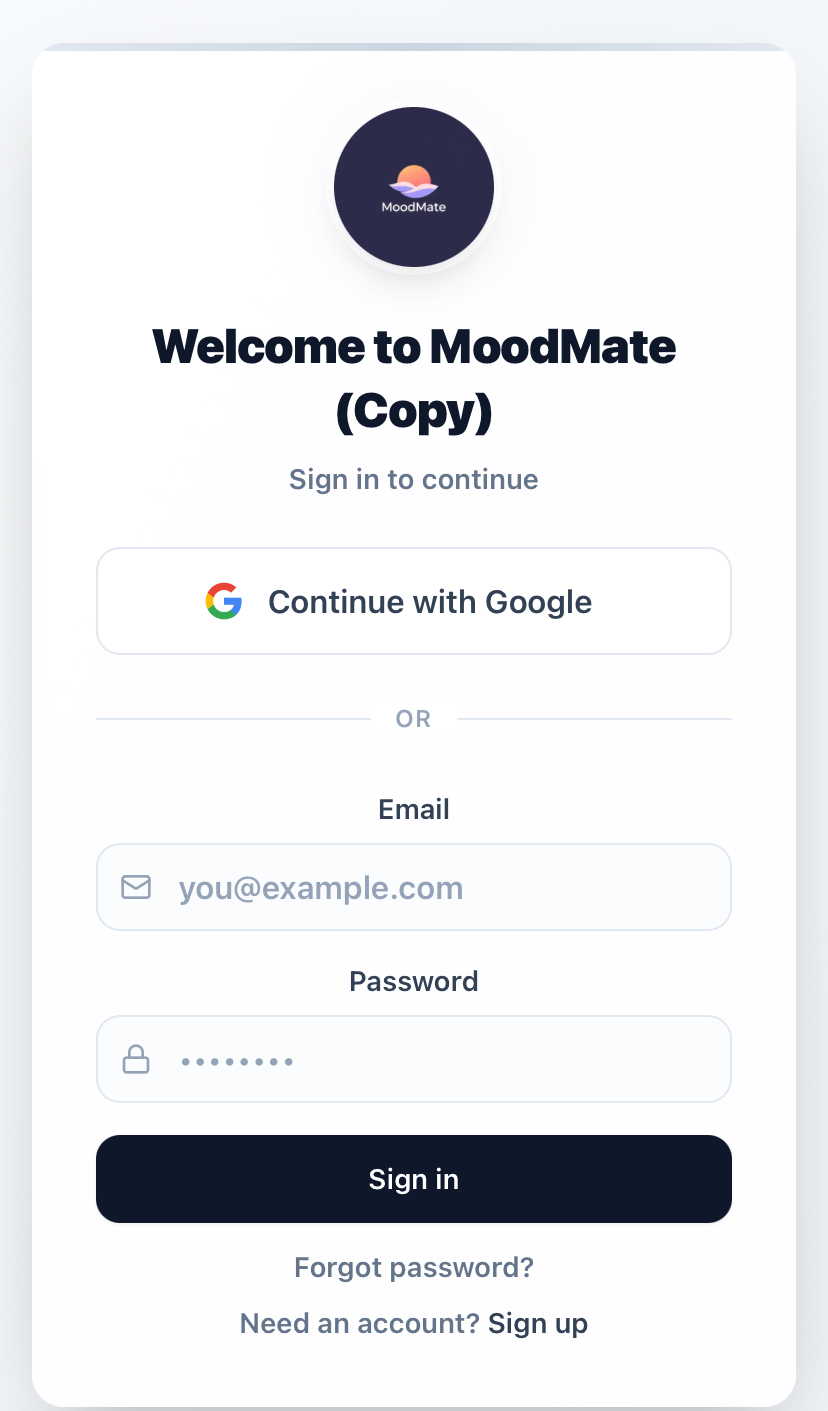 MoodMate
Welcome to MoodMate
(Copy)
Sign in to continue
Continue with Google
OR
Email
you@example.com
Password
••••••••
Sign in
Forgot password?
Need an account? Sign up